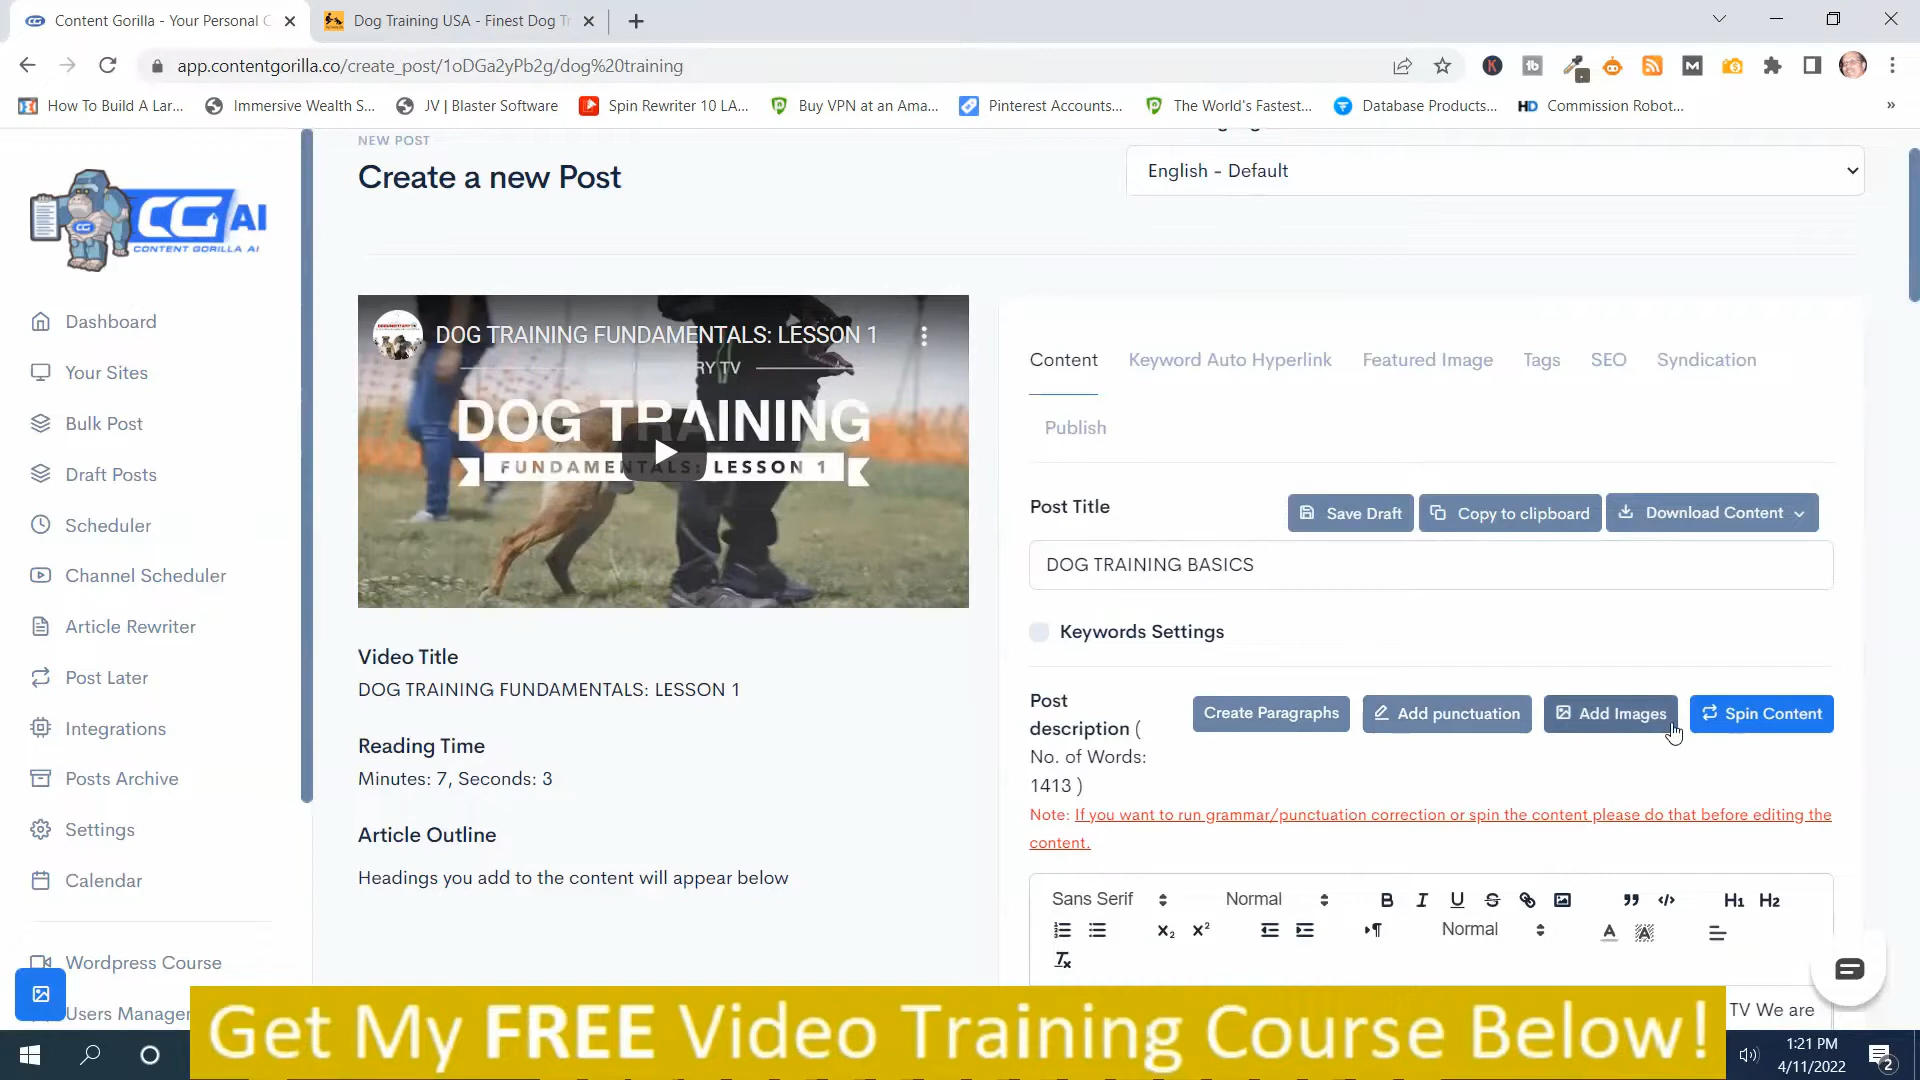 Content Gorilla - Your Personal C
Dog Training USA - Finest Dog Tr
app.contentgorilla.co/create_post/1oDGa2yPb2g/dog%20training
How To Build A Lar...
Immersive Wealth S...
JV | Blaster Software
Spin Rewriter 10 LA...
Buy VPN at an Ama...
Pinterest Accounts...
The World's Fastest...
Database Products...
HD Commission Robot...
NEW POST
Create a new Post
English - Default
CG AI
CONTENT GORILLA AI
Dashboard
Your Sites
Bulk Post
Draft Posts
Scheduler
Channel Scheduler
Article Rewriter
Post Later
Integrations
Posts Archive
Settings
Calendar
Wordpress Course
Users Manager
DOG TRAINING FUNDAMENTALS: LESSON 1
RY TV
DOG TRAINING
FUNDAMENTALS: LESSON 1
Video Title
DOG TRAINING FUNDAMENTALS: LESSON 1
Reading Time
Minutes: 7, Seconds: 3
Article Outline
Headings you add to the content will appear below
Content
Keyword Auto Hyperlink
Featured Image
Tags
SEO
Syndication
Publish
Post Title
Save Draft
Copy to clipboard
Download Content
DOG TRAINING BASICS
Keywords Settings
Post
description (
No. of Words:
1413 )
Create Paragraphs
Add punctuation
Add Images
Spin Content
Note: If you want to run grammar/punctuation correction or spin the content please do that before editing the
content.
Sans Serif
Normal
B I U S
H1 H2
X2 X2
Normal
A A
Tx
TV We are
Get My FREE Video Training Course Below!
1:21 PM
4/11/2022
2